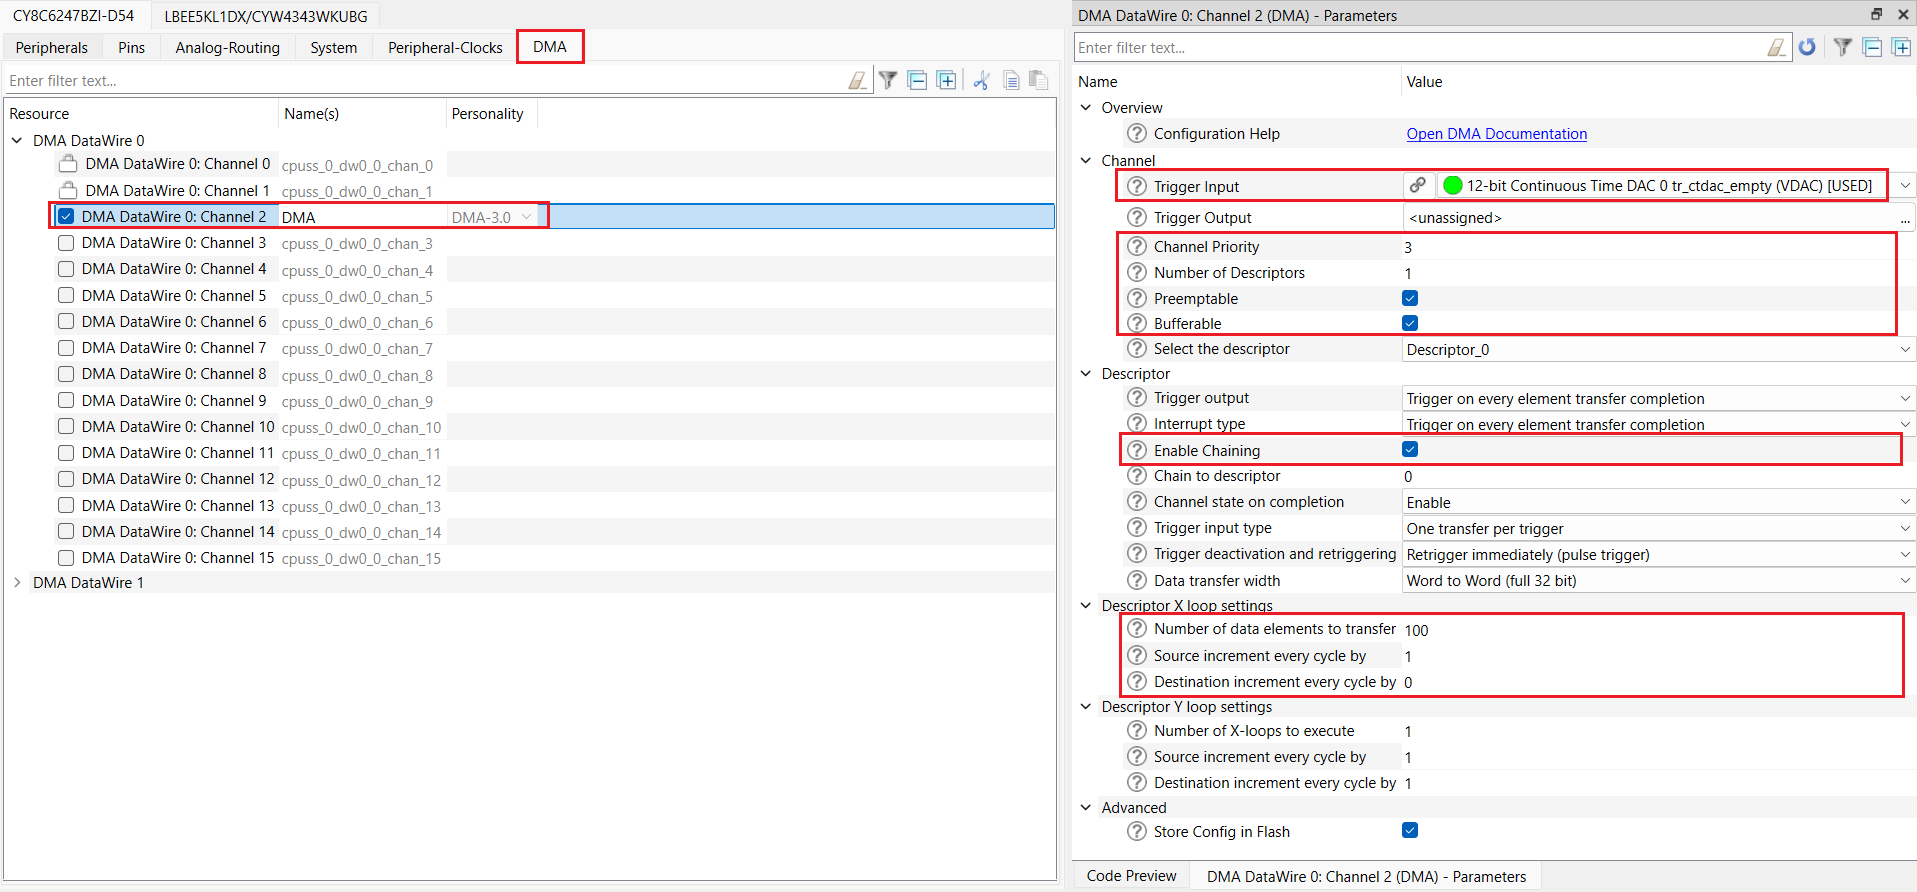 CY8C6247BZI-D54 LBEE5KL1DX/CYW4343WKUBG
Peripherals Pins Analog-Routing System Peripheral-Clocks DMA
Enter filter text...
Resource Name(s) Personality
DMA DataWire 0
DMA DataWire 0: Channel 0 cpuss_0_dw0_0_chan_0
DMA DataWire 0: Channel 1 cpuss_0_dw0_0_chan_1
DMA DataWire 0: Channel 2 DMA DMA-3.0
DMA DataWire 0: Channel 3 cpuss_0_dw0_0_chan_3
DMA DataWire 0: Channel 4 cpuss_0_dw0_0_chan_4
DMA DataWire 0: Channel 5 cpuss_0_dw0_0_chan_5
DMA DataWire 0: Channel 6 cpuss_0_dw0_0_chan_6
DMA DataWire 0: Channel 7 cpuss_0_dw0_0_chan_7
DMA DataWire 0: Channel 8 cpuss_0_dw0_0_chan_8
DMA DataWire 0: Channel 9 cpuss_0_dw0_0_chan_9
DMA DataWire 0: Channel 10 cpuss_0_dw0_0_chan_10
DMA DataWire 0: Channel 11 cpuss_0_dw0_0_chan_11
DMA DataWire 0: Channel 12 cpuss_0_dw0_0_chan_12
DMA DataWire 0: Channel 13 cpuss_0_dw0_0_chan_13
DMA DataWire 0: Channel 14 cpuss_0_dw0_0_chan_14
DMA DataWire 0: Channel 15 cpuss_0_dw0_0_chan_15
DMA DataWire 1
DMA DataWire 0: Channel 2 (DMA) - Parameters
Enter filter text...
Name Value
Overview
Configuration Help Open DMA Documentation
Channel
Trigger Input 12-bit Continuous Time DAC 0 tr_ctdac_empty (VDAC) [USED]
Trigger Output <unassigned> ...
Channel Priority 3
Number of Descriptors 1
Preemptable
Bufferable
Select the descriptor Descriptor_0
Descriptor
Trigger output Trigger on every element transfer completion
Interrupt type Trigger on every element transfer completion
Enable Chaining
Chain to descriptor 0
Channel state on completion Enable
Trigger input type One transfer per trigger
Trigger deactivation and retriggering Retrigger immediately (pulse trigger)
Data transfer width Word to Word (full 32 bit)
Descriptor X loop settings
Number of data elements to transfer 100
Source increment every cycle by 1
Destination increment every cycle by 0
Descriptor Y loop settings
Number of X-loops to execute 1
Source increment every cycle by 1
Destination increment every cycle by 1
Advanced
Store Config in Flash
Code Preview DMA DataWire 0: Channel 2 (DMA) - Parameters